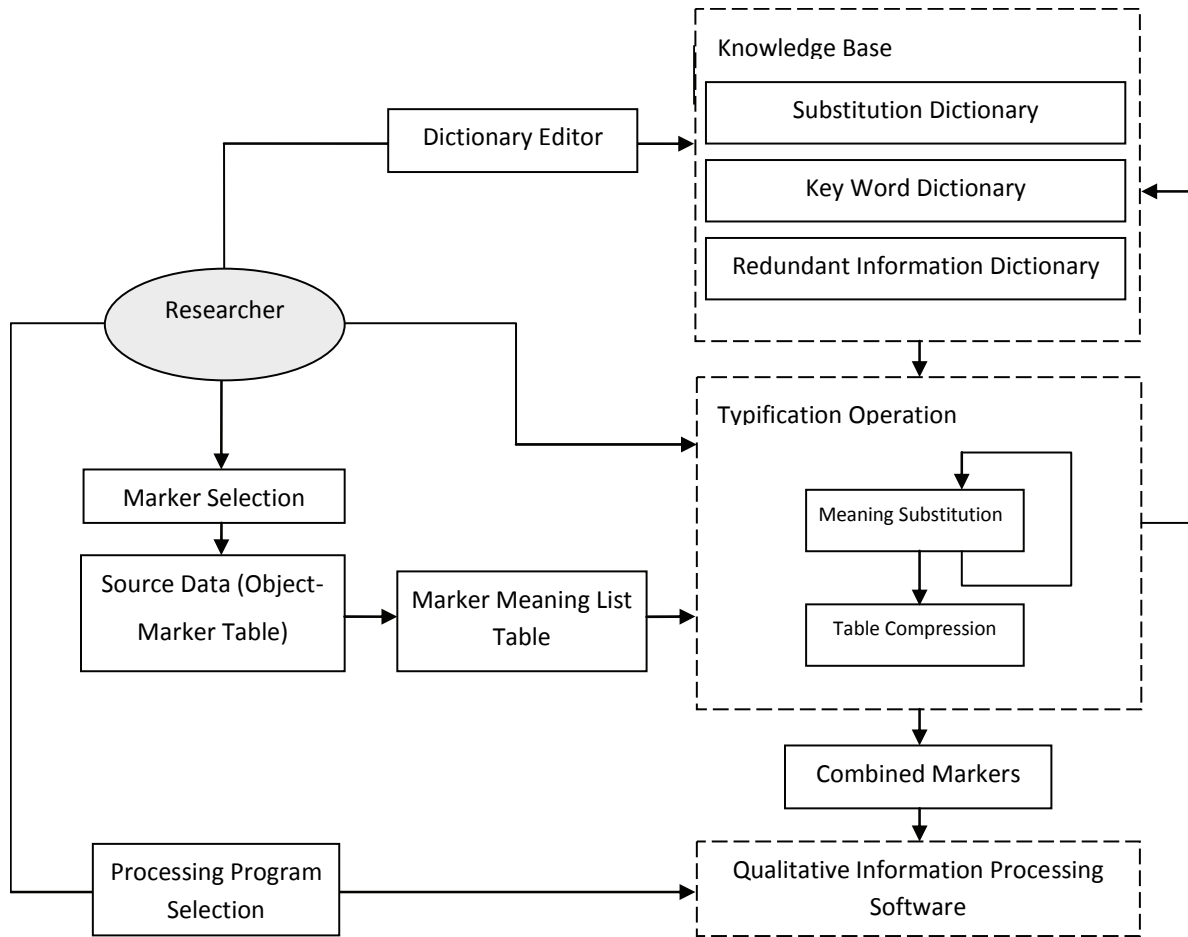 Knowledge Base
Substitution Dictionary
Dictionary Editor
Key Word Dictionary
Redundant Information Dictionary
Researcher
Typification Operation
Marker Selection
Meaning Substitution
Source Data (Object-
Marker Table)
Marker Meaning List
Table
Table Compression
Combined Markers
Processing Program
Selection
Qualitative Information Processing
Software